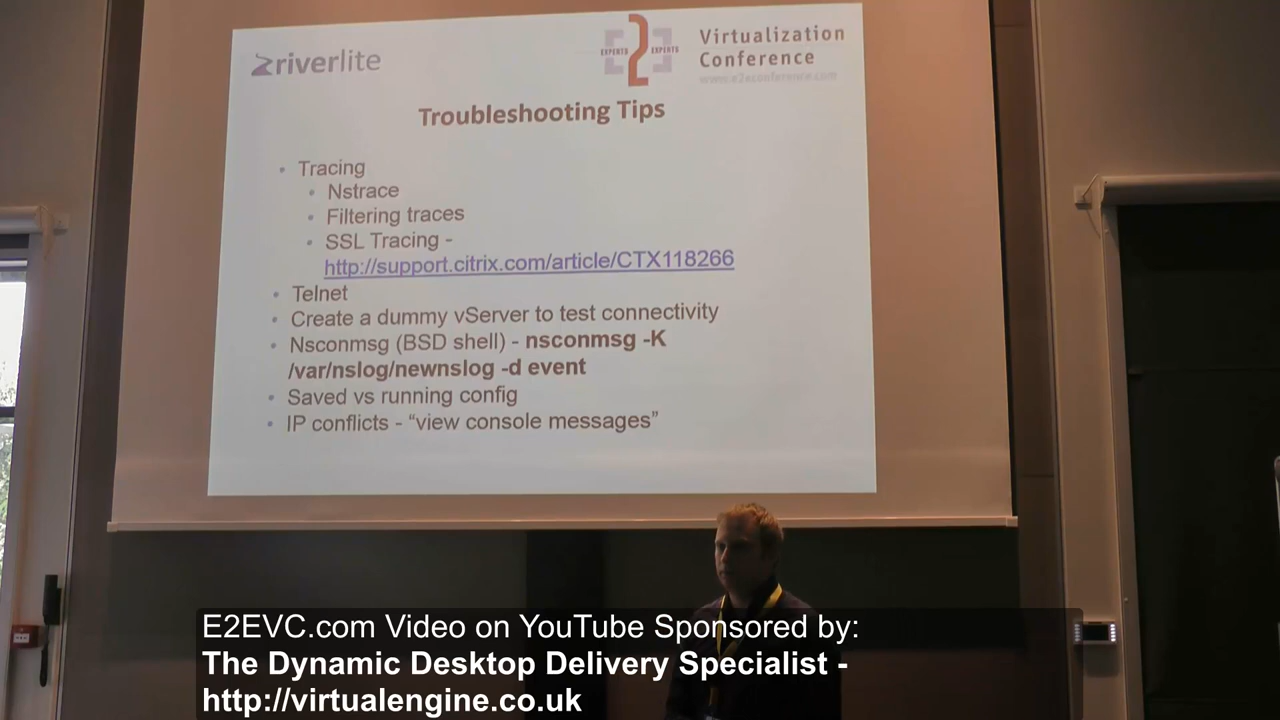 riverlite
EXPERTS 2 EXPERTS
Virtualization
Conference
www.e2econference.com
Troubleshooting Tips
• Tracing
• Nstrace
• Filtering traces
• SSL Tracing -
http://support.citrix.com/article/CTX118266
• Telnet
• Create a dummy vServer to test connectivity
• Nsconmsg (BSD shell) - nsconmsg -K
/var/nslog/newnslog -d event
• Saved vs running config
• IP conflicts - “view console messages”
E2EVC.com Video on YouTube Sponsored by:
The Dynamic Desktop Delivery Specialist -
http://virtualengine.co.uk